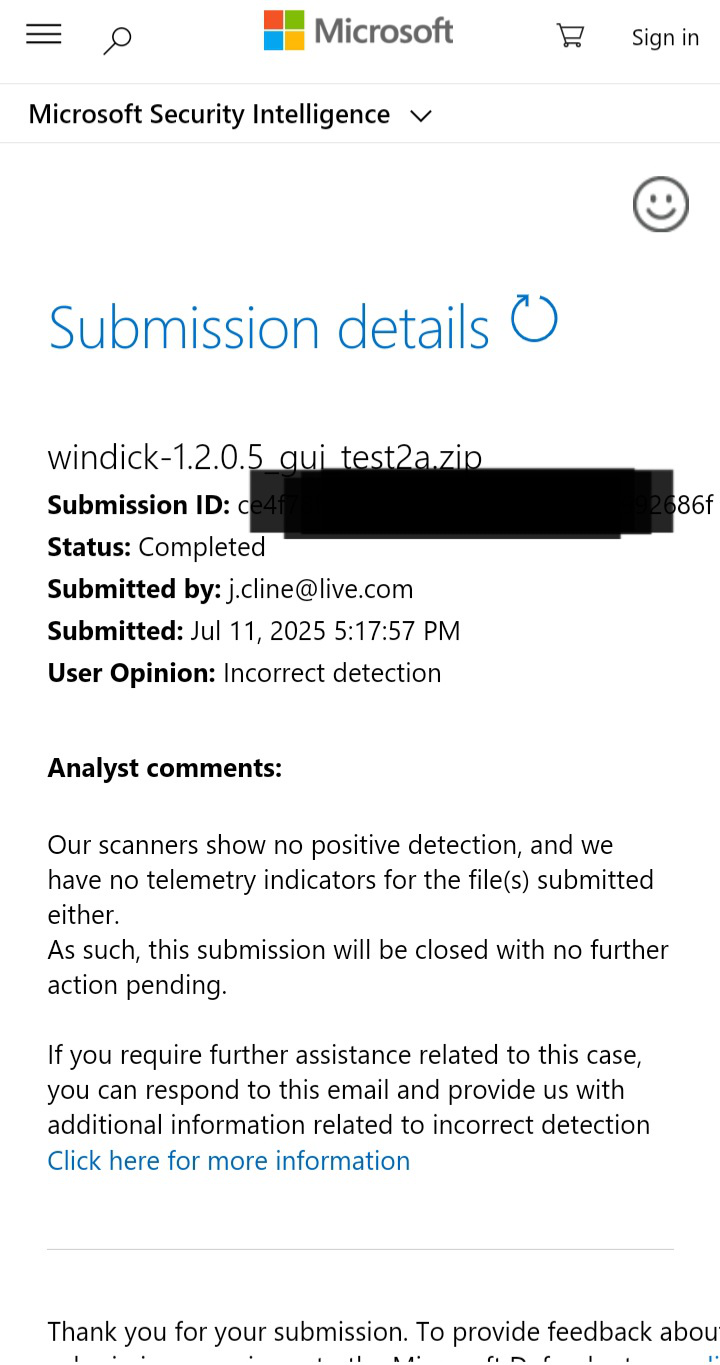 Microsoft
Sign in
Microsoft Security Intelligence
Submission details
windick-1.2.0.5_gui_test2a.zip
Submission ID: ce4f 92686f
Status: Completed
Submitted by: j.cline@live.com
Submitted: Jul 11, 2025 5:17:57 PM
User Opinion: Incorrect detection
Analyst comments:
Our scanners show no positive detection, and we
have no telemetry indicators for the file(s) submitted
either.
As such, this submission will be closed with no further
action pending.
If you require further assistance related to this case,
you can respond to this email and provide us with
additional information related to incorrect detection
Click here for more information
Thank you for your submission. To provide feedback about